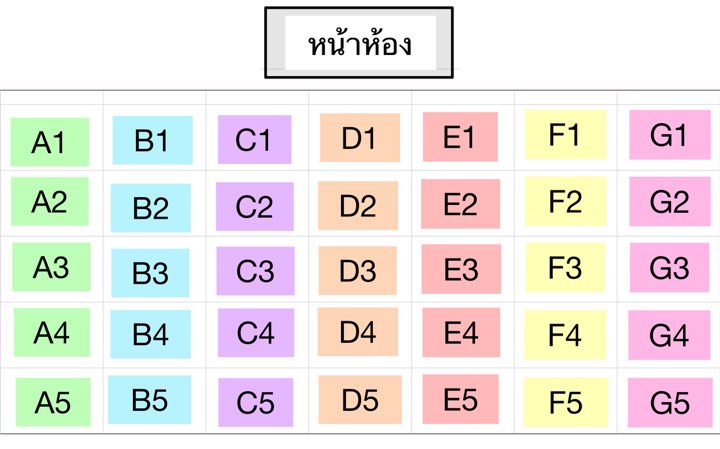 หน้าห้อง
A1 B1 C1 D1 E1 F1 G1
A2 B2 C2 D2 E2 F2 G2
A3 B3 C3 D3 E3 F3 G3
A4 B4 C4 D4 E4 F4 G4
A5 B5 C5 D5 E5 F5 G5